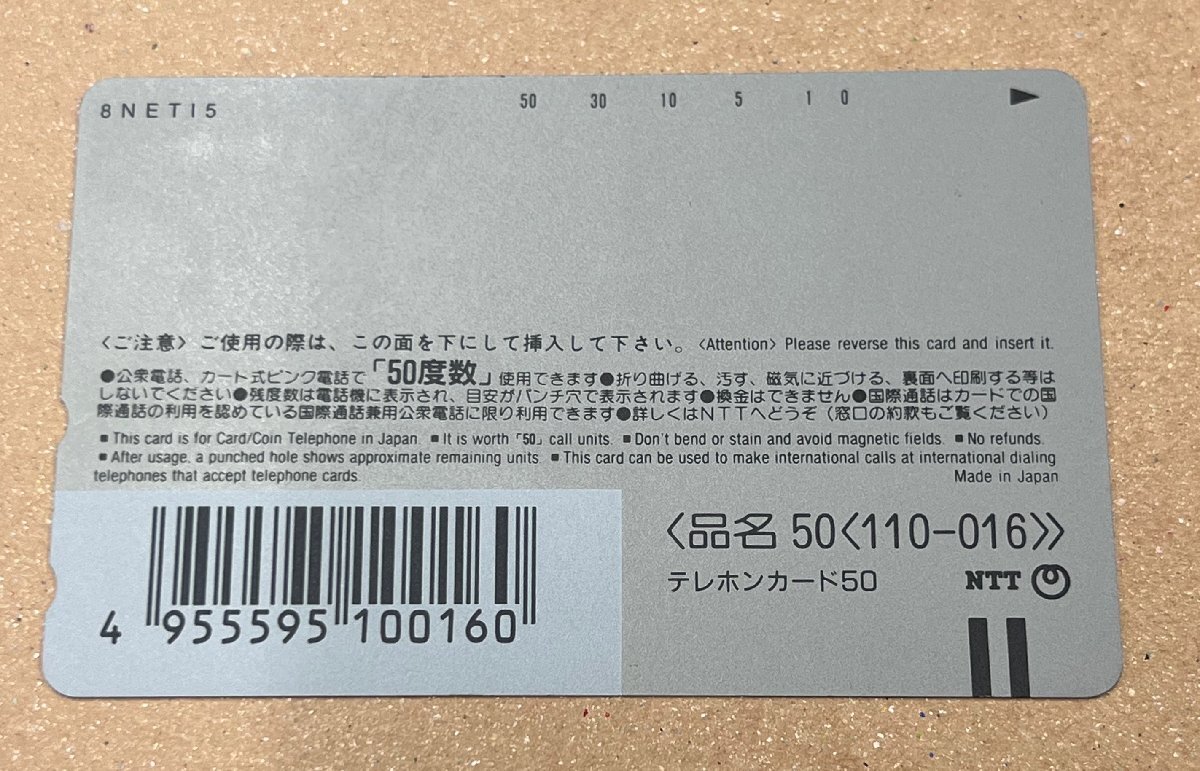 8NET15
50 30 10 5 1 0
〈ご注意〉ご使用の際は、この面を下にして挿入して下さい。〈Attention〉Please reverse this card and insert it.
●公衆電話、カード式ピンク電話で「50度数」使用できます●折り曲げる、汚す、磁気に近づける、裏面へ印刷する等は
しないでください●残度数は電話機に表示され、目安がパンチ穴で表示されます●換金はできません●国際通話はカードでの国
際通話の利用を認めている国際通話兼用公衆電話に限り利用できます●詳しくはNTTへどうぞ（窓口の約款もご覧ください）
■This card is for Card/Coin Telephone in Japan. ■It is worth「50」call units. ■Don't bend or stain and avoid magnetic fields. ■No refunds.
■After usage, a punched hole shows approximate remaining units. ■This card can be used to make international calls at international dialing
telephones that accept telephone cards. Made in Japan
〈品名 50〈110-016〉〉
テレホンカード50 NTT
4 955595 100160